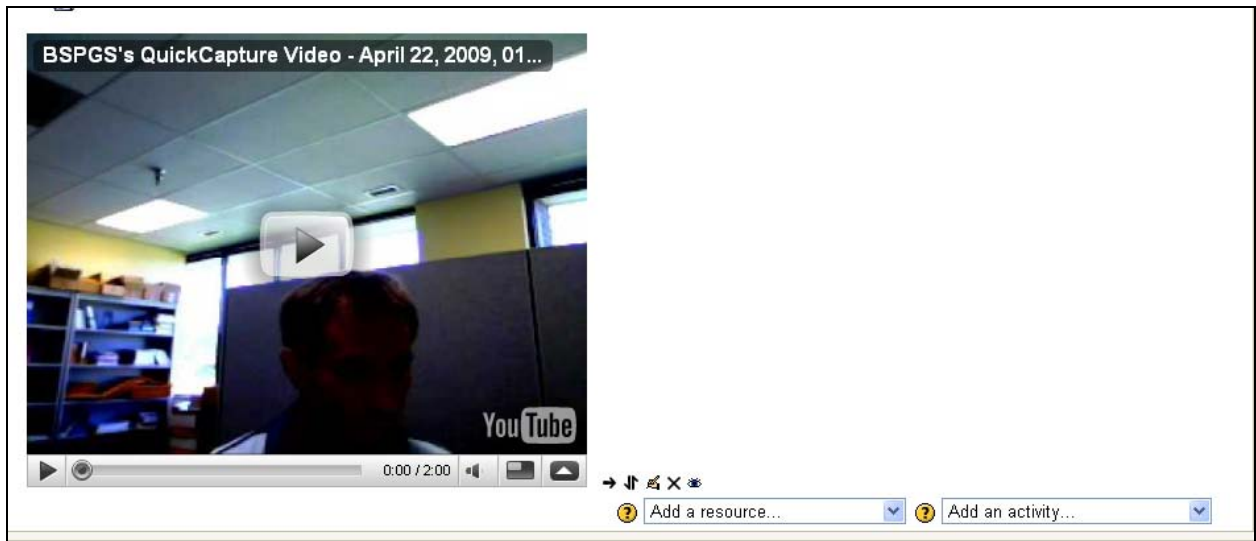 BSPGS's QuickCapture Video - April 22, 2009, 01...
YouTube
0:00 / 2:00
? Add a resource... ? Add an activity...